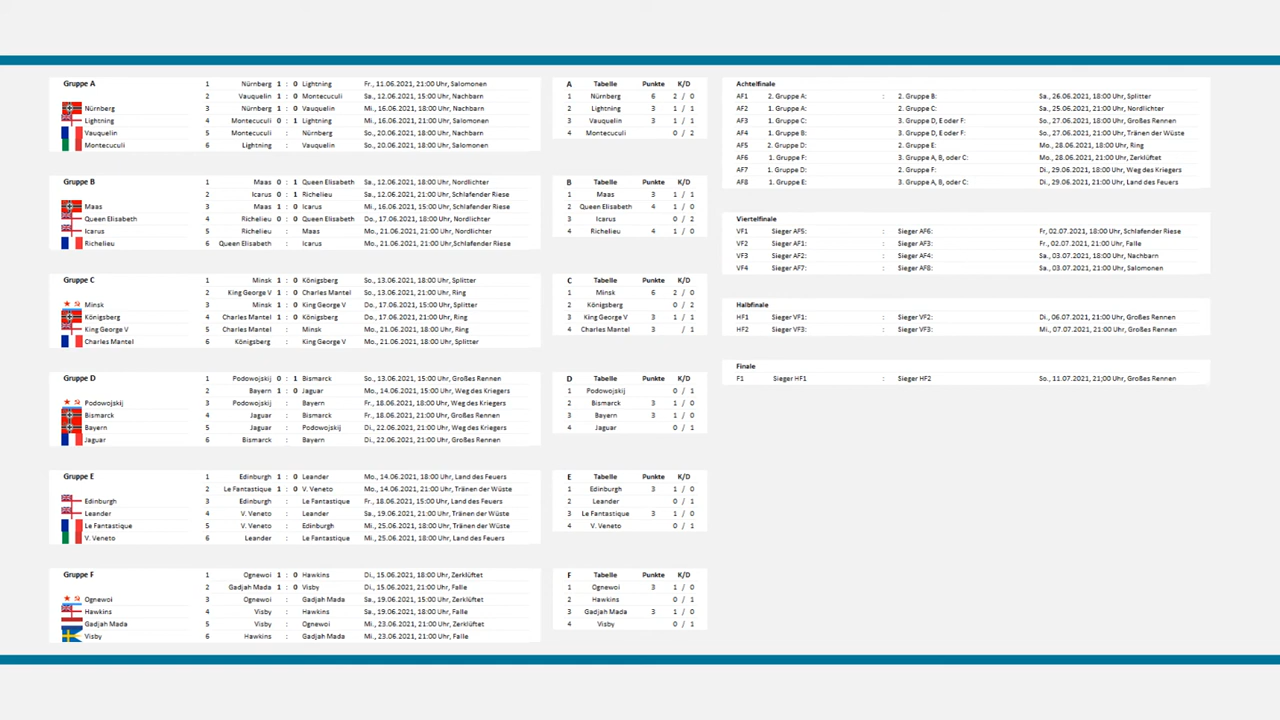 Gruppe A 1 Nürnberg 1 : 0 Lightning Fr., 11.06.2021, 21:00 Uhr, Salomonen
2 Vauquelin 1 : 0 Montecuculi Sa., 12.06.2021, 15:00 Uhr, Nachbarn
Nürnberg 3 Nürnberg 1 : 0 Vauquelin Mi., 16.06.2021, 18:00 Uhr, Nachbarn
Lightning 4 Montecuculi 0 : 1 Lightning Mi., 16.06.2021, 21:00 Uhr, Salomonen
Vauquelin 5 Montecuculi : Nürnberg So., 20.06.2021, 18:00 Uhr, Nachbarn
Montecuculi 6 Lightning : Vauquelin So., 20.06.2021, 18:00 Uhr, Salomonen
A Tabelle Punkte K/D
1 Nürnberg 6 2 / 0
2 Lightning 3 1 / 1
3 Vauquelin 3 1 / 1
4 Montecuculi 0 / 2
Gruppe B 1 Maas 0 : 1 Queen Elisabeth Sa., 12.06.2021, 18:00 Uhr, Nordlichter
2 Icarus 0 : 1 Richelieu Sa., 12.06.2021, 21:00 Uhr, Schlafender Riese
Maas 3 Maas 1 : 0 Icarus Mi., 16.06.2021, 15:00 Uhr, Schlafender Riese
Queen Elisabeth 4 Richelieu 0 : 0 Queen Elisabeth Do., 17.06.2021, 18:00 Uhr, Nordlichter
Icarus 5 Richelieu : Maas Mo., 21.06.2021, 21:00 Uhr, Nordlichter
Richelieu 6 Queen Elisabeth : Icarus Mo., 21.06.2021, 21:00 Uhr,Schlafender Riese
B Tabelle Punkte K/D
1 Maas 3 1 / 1
2 Queen Elisabeth 4 1 / 0
3 Icarus 0 / 2
4 Richelieu 4 1 / 0
Gruppe C 1 Minsk 1 : 0 Königsberg So., 13.06.2021, 18:00 Uhr, Splitter
2 King George V 1 : 0 Charles Mantel So., 13.06.2021, 21:00 Uhr, Ring
Minsk 3 Minsk 1 : 0 King George V Do., 17.06.2021, 15:00 Uhr, Splitter
Königsberg 4 Charles Mantel 1 : 0 Königsberg Do., 17.06.2021, 21:00 Uhr, Ring
King George V 5 Charles Mantel : Minsk Mo., 21.06.2021, 18:00 Uhr, Ring
Charles Mantel 6 Königsberg : King George V Mo., 21.06.2021, 18:00 Uhr, Splitter
C Tabelle Punkte K/D
1 Minsk 6 2 / 0
2 Königsberg 0 / 2
3 King George V 3 1 / 1
4 Charles Mantel 3 / 1
Gruppe D 1 Podowojskij 0 : 1 Bismarck So., 13.06.2021, 15:00 Uhr, Großes Rennen
2 Bayern 1 : 0 Jaguar Mo., 14.06.2021, 15:00 Uhr, Weg des Kriegers
Podowojskij 3 Podowojskij : Bayern Fr., 18.06.2021, 18:00 Uhr, Weg des Kriegers
Bismarck 4 Jaguar : Bismarck Fr., 18.06.2021, 21:00 Uhr, Großes Rennen
Bayern 5 Jaguar : Podowojskij Di., 22.06.2021, 21:00 Uhr, Weg des Kriegers
Jaguar 6 Bismarck : Bayern Di., 22.06.2021, 21:00 Uhr, Großes Rennen
D Tabelle Punkte K/D
1 Podowojskij 0 / 1
2 Bismarck 3 1 / 0
3 Bayern 3 1 / 0
4 Jaguar 0 / 1
Gruppe E 1 Edinburgh 1 : 0 Leander Mo., 14.06.2021, 18:00 Uhr, Land des Feuers
2 Le Fantastique 1 : 0 V. Veneto Mo., 14.06.2021, 21:00 Uhr, Tränen der Wüste
Edinburgh 3 Edinburgh : Le Fantastique Fr., 18.06.2021, 15:00 Uhr, Land des Feuers
Leander 4 V. Veneto : Leander Sa., 19.06.2021, 21:00 Uhr, Tränen der Wüste
Le Fantastique 5 V. Veneto : Edinburgh Mi., 25.06.2021, 18:00 Uhr, Tränen der Wüste
V. Veneto 6 Leander : Le Fantastique Mi., 25.06.2021, 18:00 Uhr, Land des Feuers
E Tabelle Punkte K/D
1 Edinburgh 3 1 / 0
2 Leander 0 / 1
3 Le Fantastique 3 1 / 0
4 V. Veneto 0 / 1
Gruppe F 1 Ognewoi 1 : 0 Hawkins Di., 15.06.2021, 18:00 Uhr, Zerklüftet
2 Gadjah Mada 1 : 0 Visby Di., 15.06.2021, 21:00 Uhr, Falle
Ognewoi 3 Ognewoi : Gadjah Mada Sa., 19.06.2021, 15:00 Uhr, Zerklüftet
Hawkins 4 Visby : Hawkins Sa., 19.06.2021, 18:00 Uhr, Falle
Gadjah Mada 5 Visby : Ognewoi Mi., 23.06.2021, 21:00 Uhr, Zerklüftet
Visby 6 Hawkins : Gadjah Mada Mi., 23.06.2021, 21:00 Uhr, Falle
F Tabelle Punkte K/D
1 Ognewoi 3 1 / 0
2 Hawkins 0 / 1
3 Gadjah Mada 3 1 / 0
4 Visby 0 / 1
Achtelfinale
AF1 2. Gruppe A: : 2. Gruppe B: Sa., 26.06.2021, 18:00 Uhr, Splitter
AF2 1. Gruppe A: 2. Gruppe C: Sa., 25.06.2021, 21:00 Uhr, Nordlichter
AF3 1. Gruppe C: 3. Gruppe D, E oder F: So., 27.06.2021, 18:00 Uhr, Großes Rennen
AF4 1. Gruppe B: 3. Gruppe D, E oder F: So., 27.06.2021, 21:00 Uhr, Tränen der Wüste
AF5 2. Gruppe D: 2. Gruppe E: Mo., 28.06.2021, 18:00 Uhr, Ring
AF6 1. Gruppe F: 3. Gruppe A, B, oder C: Mo., 28.06.2021, 21:00 Uhr, Zerklüftet
AF7 1. Gruppe D: 2. Gruppe F: Di., 29.06.2021, 18:00 Uhr, Weg des Kriegers
AF8 1. Gruppe E: 3. Gruppe A, B, oder C: Di., 29.06.2021, 21:00 Uhr, Land des Feuers
Viertelfinale
VF1 Sieger AF5: : Sieger AF6: Fr, 02.07.2021, 18:00 Uhr, Schlafender Riese
VF2 Sieger AF1: : Sieger AF3: Fr., 02.07.2021, 21:00 Uhr, Falle
VF3 Sieger AF2: : Sieger AF4: Sa., 03.07.2021, 18:00 Uhr, Nachbarn
VF4 Sieger AF7: : Sieger AF8: Sa., 03.07.2021, 21:00 Uhr, Salomonen
Halbfinale
HF1 Sieger VF1: : Sieger VF2: Di., 06.07.2021, 21:00 Uhr, Großes Rennen
HF2 Sieger VF3: : Sieger VF3: Mi., 07.07.2021, 21:00 Uhr, Großes Rennen
Finale
F1 Sieger HF1 : Sieger HF2 So., 11.07.2021, 21;00 Uhr, Großes Rennen